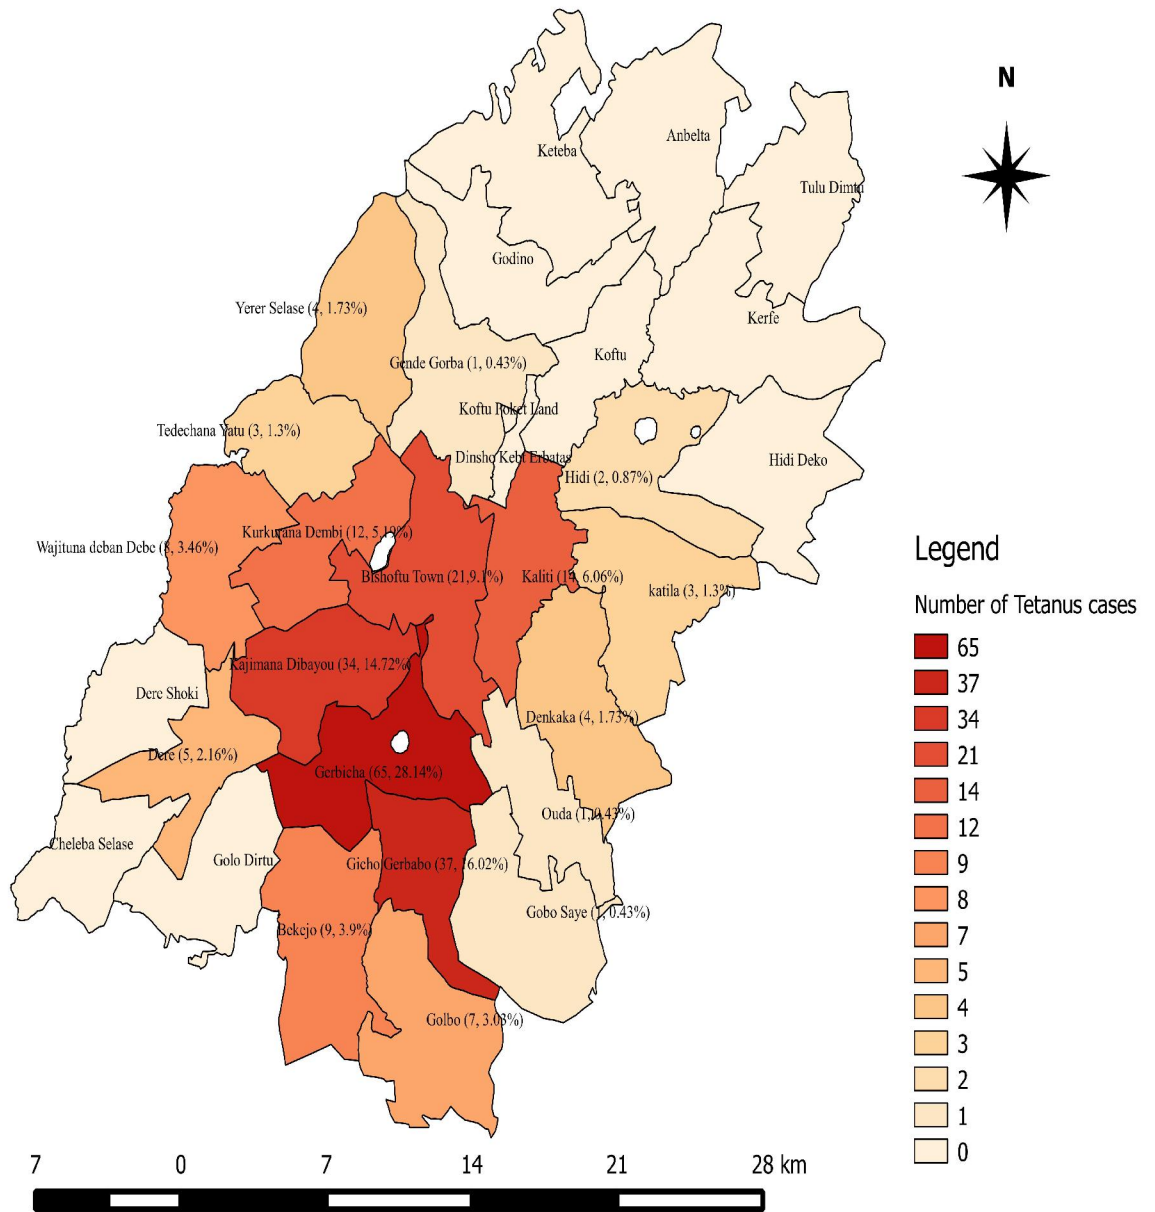 N
Keteba
Anbelta
Tulu Dimtu
Godino
Yerer Selase (4, 1.73%)
Kerfe
Koftu
Gende Gorba (1, 0.43%)
Koftu Poket Land
Tedechana Yatu (3, 1.3%)
Dinsho Kebt Erbatas
Hidi Deko
Hidi (2, 0.87%)
Kurkurana Dembi (12, 5.19%)
Wajituna deban Debe (8, 3.46%)
Bishoftu Town (21,9.1%)
Kaliti (14, 6.06%)
katila (3, 1.3%)
Kajimana Dibayou (34, 14.72%)
Dere Shoki
Denkaka (4, 1.73%)
Dere (5, 2.16%)
Gerbicha (65, 28.14%)
Ouda (1, 0.43%)
Cheleba Selase
Golo Dirtu
Gicho Gerbabo (37, 16.02%)
Gobo Saye (1, 0.43%)
Bekejo (9, 3.9%)
Golbo (7, 3.03%)
Legend
Number of Tetanus cases
65
37
34
21
14
12
9
8
7
5
4
3
2
1
0
7 0 7 14 21 28 km